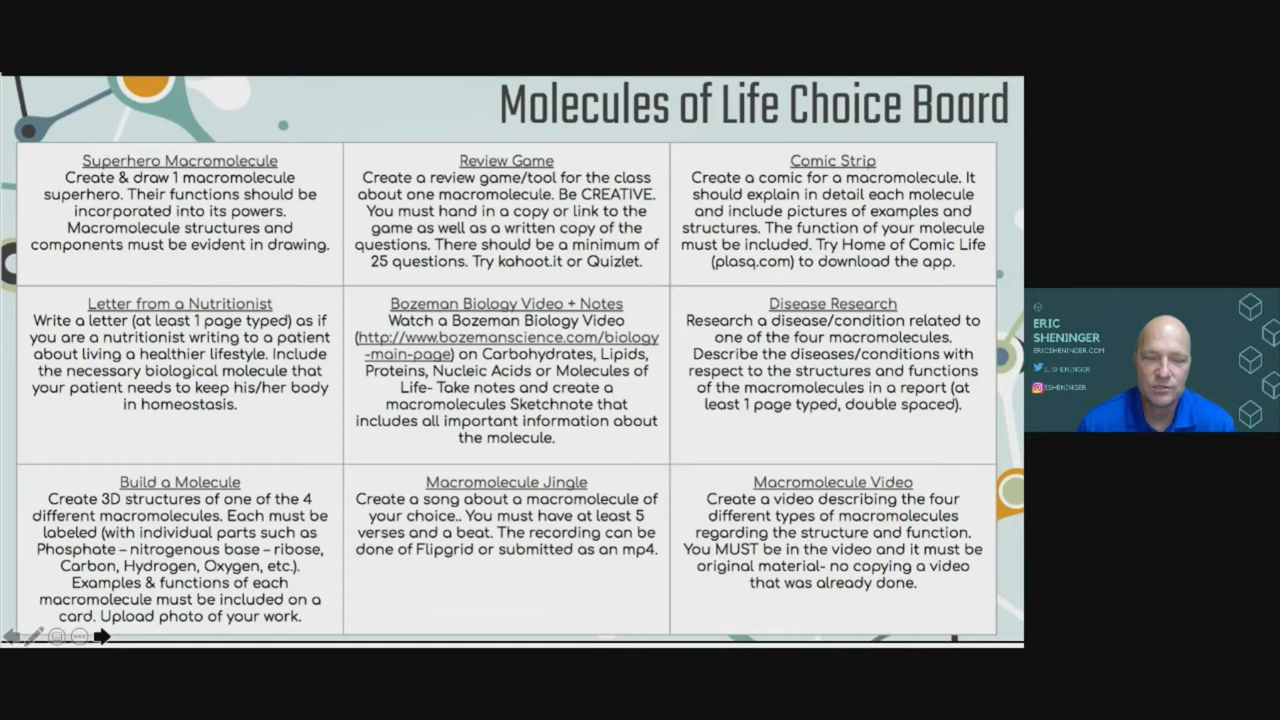 Molecules of Life Choice Board
Superhero Macromolecule
Create & draw 1 macromolecule
superhero. Their functions should be
incorporated into its powers.
Macromolecule structures and
components must be evident in drawing.
Review Game
Create a review game/tool for the class
about one macromolecule. Be CREATIVE.
You must hand in a copy or link to the
game as well as a written copy of the
questions. There should be a minimum of
25 questions. Try kahoot.it or Quizlet.
Comic Strip
Create a comic for a macromolecule. It
should explain in detail each molecule
and include pictures of examples and
structures. The function of your molecule
must be included. Try Home of Comic Life
(plasq.com) to download the app.
Letter from a Nutritionist
Write a letter (at least 1 page typed) as if
you are a nutritionist writing to a patient
about living a healthier lifestyle. Include
the necessary biological molecule that
your patient needs to keep his/her body
in homeostasis.
Bozeman Biology Video + Notes
Watch a Bozeman Biology Video
(http://www.bozemanscience.com/biology
-main-page) on Carbohydrates, Lipids,
Proteins, Nucleic Acids or Molecules of
Life- Take notes and create a
macromolecules Sketchnote that
includes all important information about
the molecule.
Disease Research
Research a disease/condition related to
one of the four macromolecules.
Describe the diseases/conditions with
respect to the structures and functions
of the macromolecules in a report (at
least 1 page typed, double spaced).
Build a Molecule
Create 3D structures of one of the 4
different macromolecules. Each must be
labeled (with individual parts such as
Phosphate – nitrogenous base – ribose,
Carbon, Hydrogen, Oxygen, etc.).
Examples & functions of each
macromolecule must be included on a
card. Upload photo of your work.
Macromolecule Jingle
Create a song about a macromolecule of
your choice.. You must have at least 5
verses and a beat. The recording can be
done of Flipgrid or submitted as an mp4.
Macromolecule Video
Create a video describing the four
different types of macromolecules
regarding the structure and function.
You MUST be in the video and it must be
original material- no copying a video
that was already done.
ERIC
SHENINGER
ERICSHENINGER.COM
E_SHENINGER
ESHENINGER